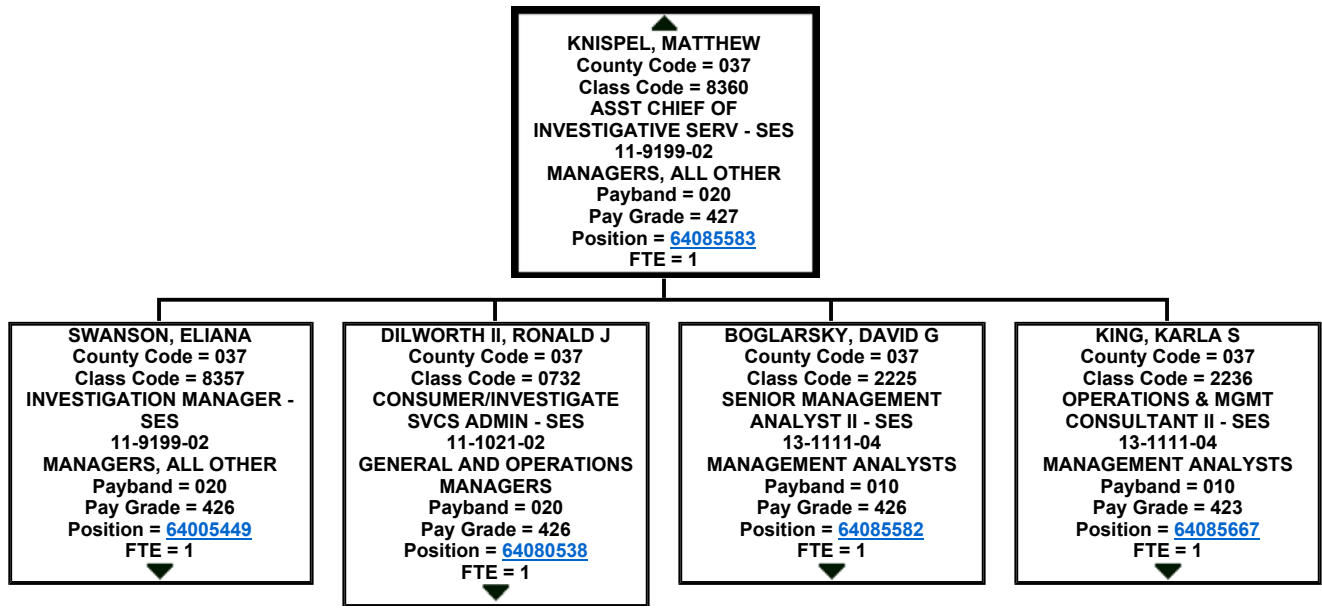 KNISPEL, MATTHEW
County Code = 037
Class Code = 8360
ASST CHIEF OF
INVESTIGATIVE SERV - SES
11-9199-02
MANAGERS, ALL OTHER
Payband = 020
Pay Grade = 427
Position = 64085583
FTE = 1
SWANSON, ELIANA
County Code = 037
Class Code = 8357
INVESTIGATION MANAGER -
SES
11-9199-02
MANAGERS, ALL OTHER
Payband = 020
Pay Grade = 426
Position = 64005449
FTE = 1
DILWORTH II, RONALD J
County Code = 037
Class Code = 0732
CONSUMER/INVESTIGATE
SVCS ADMIN - SES
11-1021-02
GENERAL AND OPERATIONS
MANAGERS
Payband = 020
Pay Grade = 426
Position = 64080538
FTE = 1
BOGLARSKY, DAVID G
County Code = 037
Class Code = 2225
SENIOR MANAGEMENT
ANALYST II - SES
13-1111-04
MANAGEMENT ANALYSTS
Payband = 010
Pay Grade = 426
Position = 64085582
FTE = 1
KING, KARLA S
County Code = 037
Class Code = 2236
OPERATIONS & MGMT
CONSULTANT II - SES
13-1111-04
MANAGEMENT ANALYSTS
Payband = 010
Pay Grade = 423
Position = 64085667
FTE = 1